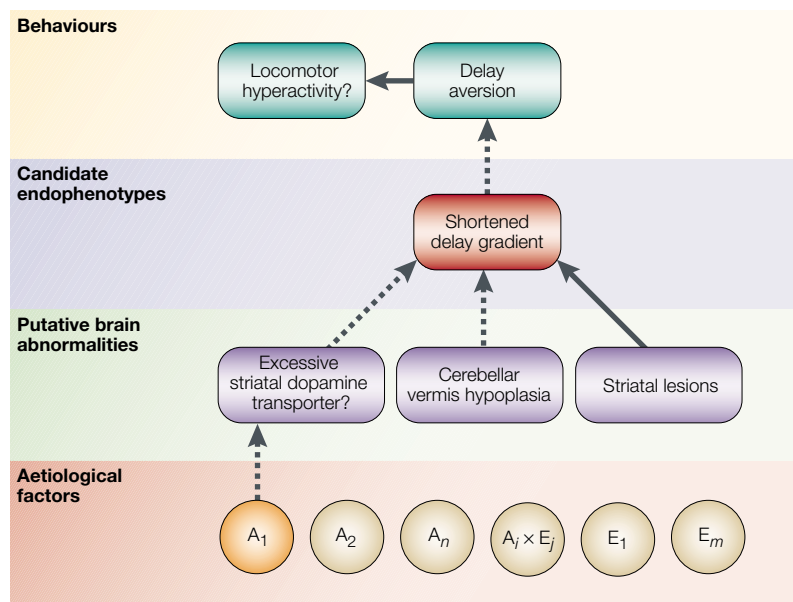 Behaviours
Locomotor
hyperactivity?
Delay
aversion
Candidate
endophenotypes
Shortened
delay gradient
Putative brain
abnormalities
Excessive
striatal dopamine
transporter?
Cerebellar
vermis hypoplasia
Striatal lesions
Aetiological
factors
A1
A2
An
Ai × Ej
E1
Em